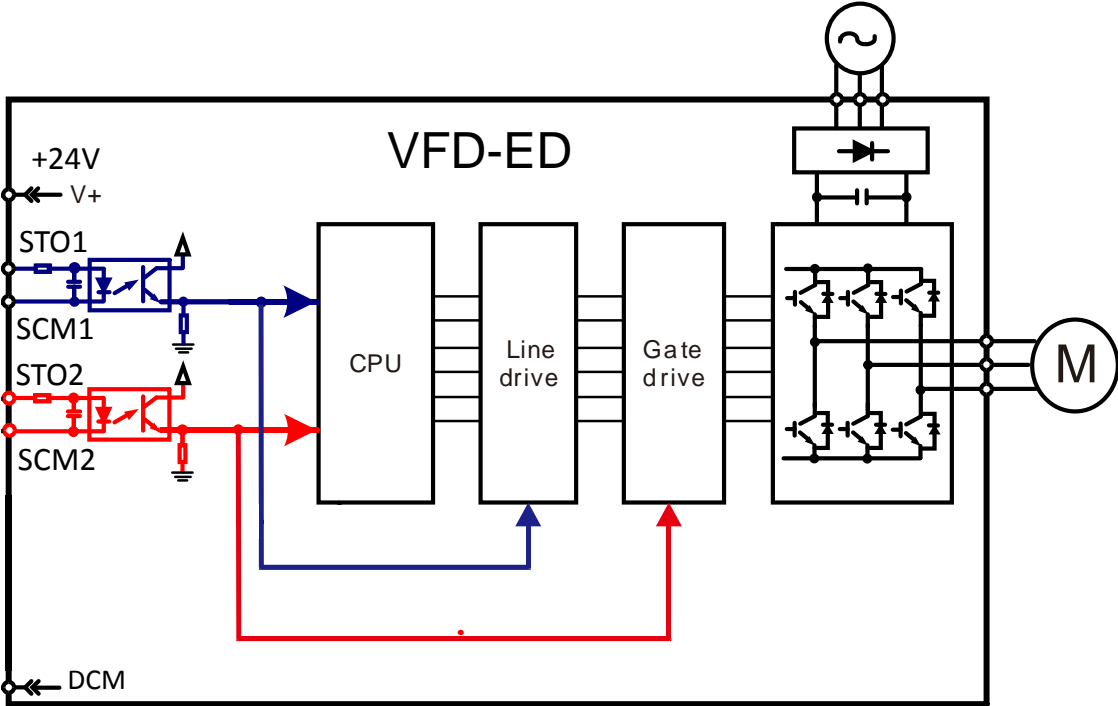 VFD-ED
+24V
V+
STO1
SCM1
STO2
SCM2
CPU
Line
drive
Gate
drive
M
DCM